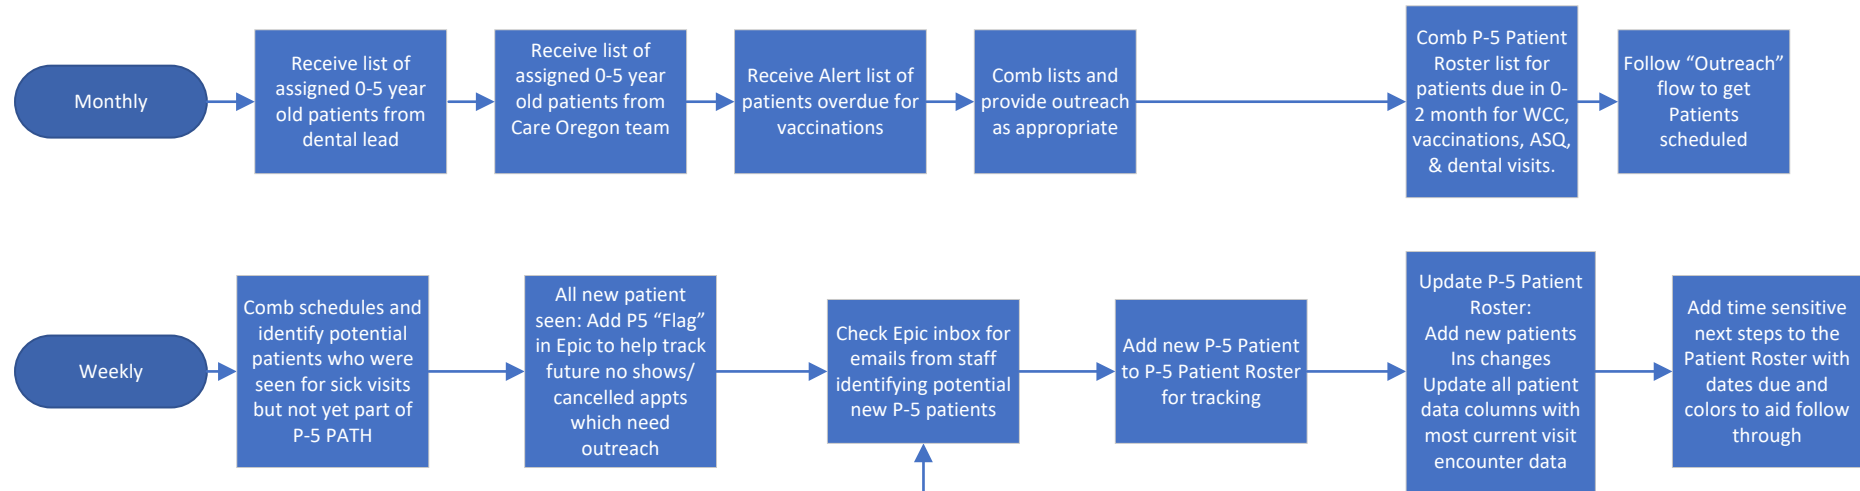 Monthly
Receive list of
assigned 0-5 year
old patients from
dental lead
Receive list of
assigned 0-5 year
old patients from
Care Oregon team
Receive Alert list of
patients overdue for
vaccinations
Comb lists and
provide outreach
as appropriate
Comb P-5 Patient
Roster list for
patients due in 0-
2 month for WCC,
vaccinations, ASQ,
& dental visits.
Follow “Outreach”
flow to get
Patients
scheduled
Weekly
Comb schedules and
identify potential
patients who were
seen for sick visits
but not yet part of
P-5 PATH
All new patient
seen: Add P5 “Flag”
in Epic to help track
future no shows/
cancelled appts
which need
outreach
Check Epic inbox for
emails from staff
identifying potential
new P-5 patients
Add new P-5 Patient
to P-5 Patient Roster
for tracking
Update P-5 Patient
Roster:
Add new patients
Ins changes
Update all patient
data columns with
most current visit
encounter data
Add time sensitive
next steps to the
Patient Roster with
dates due and
colors to aid follow
through